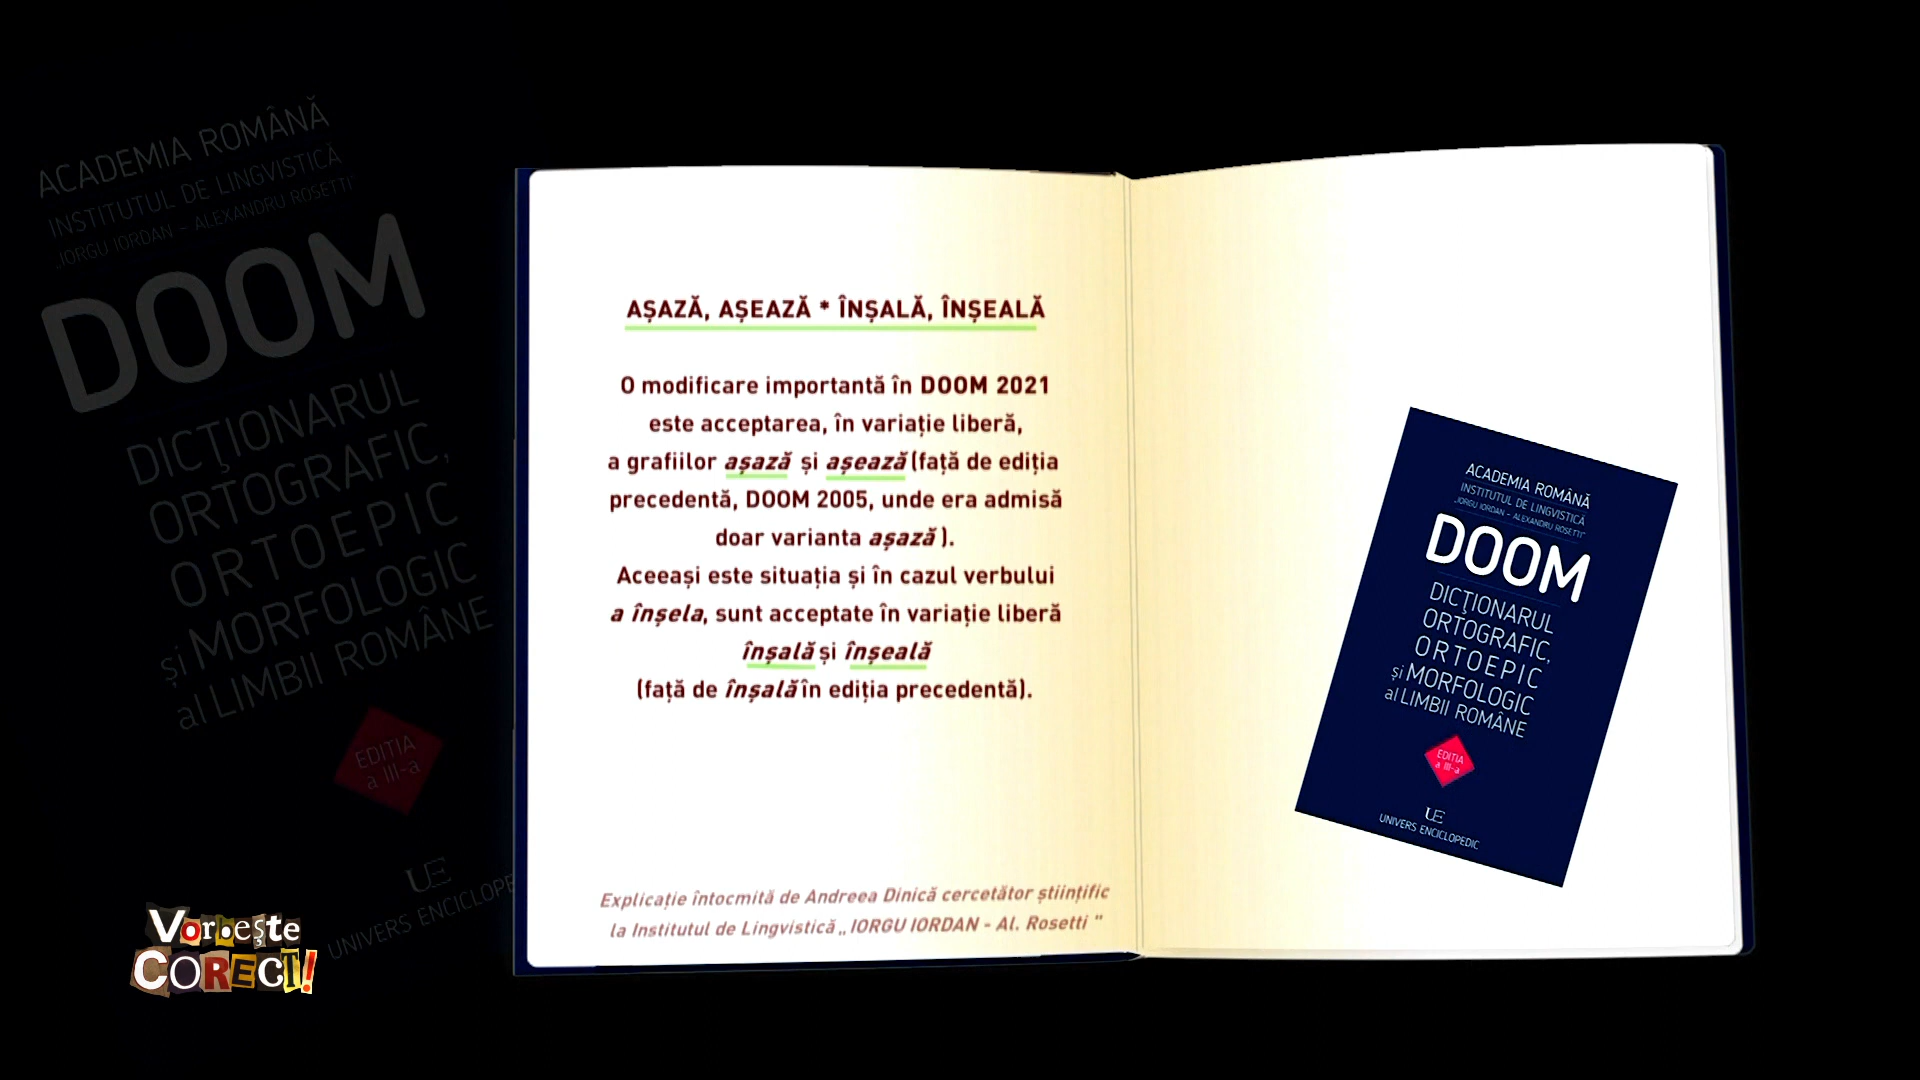 ACADEMIA ROMÂNĂ
INSTITUTUL DE LINGVISTICĂ
„IORGU IORDAN – ALEXANDRU ROSETTI”
DOOM
DICȚIONARUL
ORTOGRAFIC,
ORTOEPIC
și MORFOLOGIC
al LIMBII ROMÂNE
EDIȚIA
a III-a
UE
UNIVERS ENCICLOPE
Vorbește
CORECT!
AȘAZĂ, AȘEAZĂ * ÎNȘALĂ, ÎNȘEALĂ
O modificare importantă în DOOM 2021
este acceptarea, în variație liberă,
a grafiilor așază și așează (față de ediția
precedentă, DOOM 2005, unde era admisă
doar varianta așază ).
Aceeași este situația și în cazul verbului
a înșela, sunt acceptate în variație liberă
înșală și înșeală
(față de înșală în ediția precedentă).
Explicație întocmită de Andreea Dinică cercetător științific
la Institutul de Lingvistică „ IORGU IORDAN - Al. Rosetti "
ACADEMIA ROMÂNĂ
INSTITUTUL DE LINGVISTICĂ
„IORGU IORDAN – ALEXANDRU ROSETTI”
DOOM
DICȚIONARUL
ORTOGRAFIC,
ORTOEPIC
și MORFOLOGIC
al LIMBII ROMÂNE
EDIȚIA
a III-a
UE
UNIVERS ENCICLOPEDIC